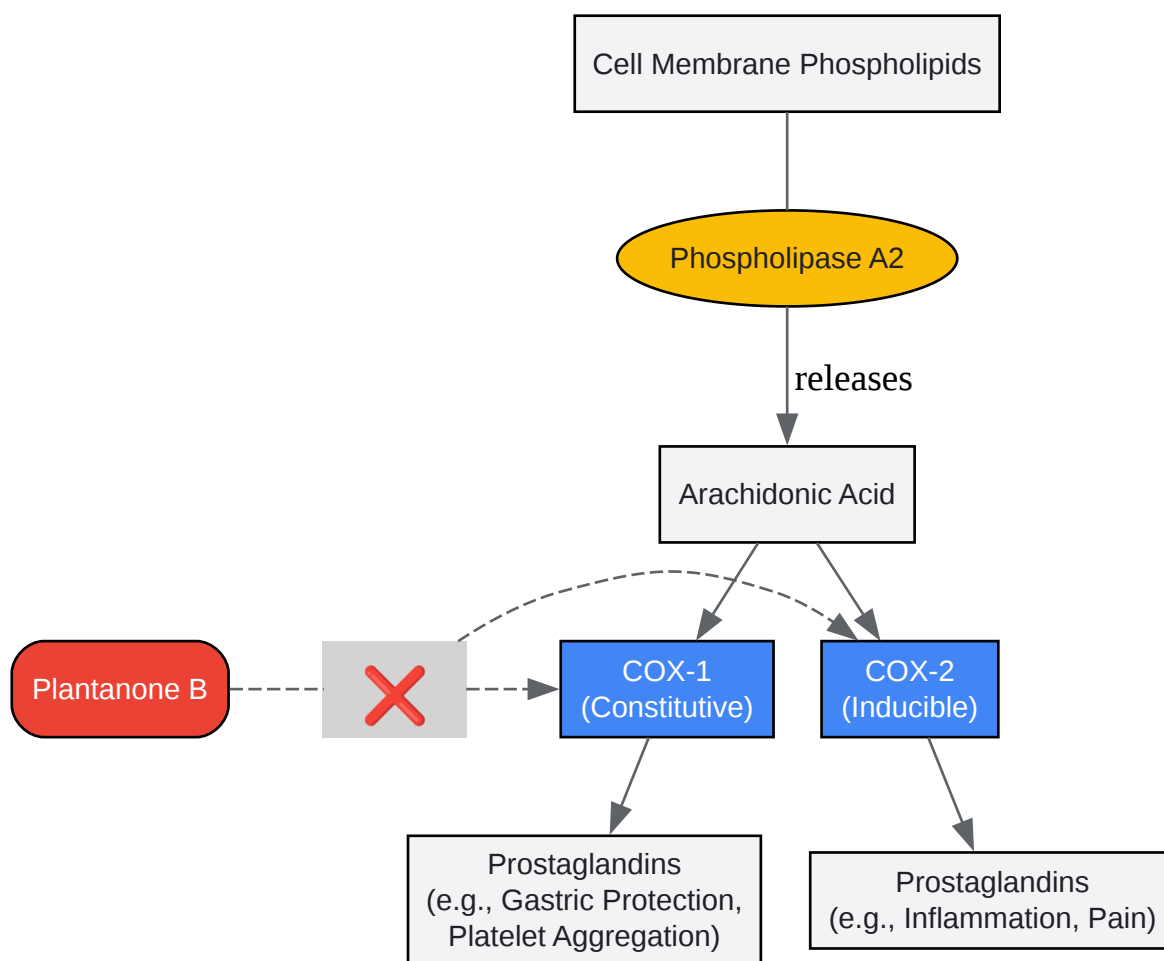 Cell Membrane Phospholipids
Phospholipase A2
releases
Arachidonic Acid
Plantanone B
COX-1
(Constitutive)
COX-2
(Inducible)
Prostaglandins
(e.g., Gastric Protection,
Platelet Aggregation)
Prostaglandins
(e.g., Inflammation, Pain)